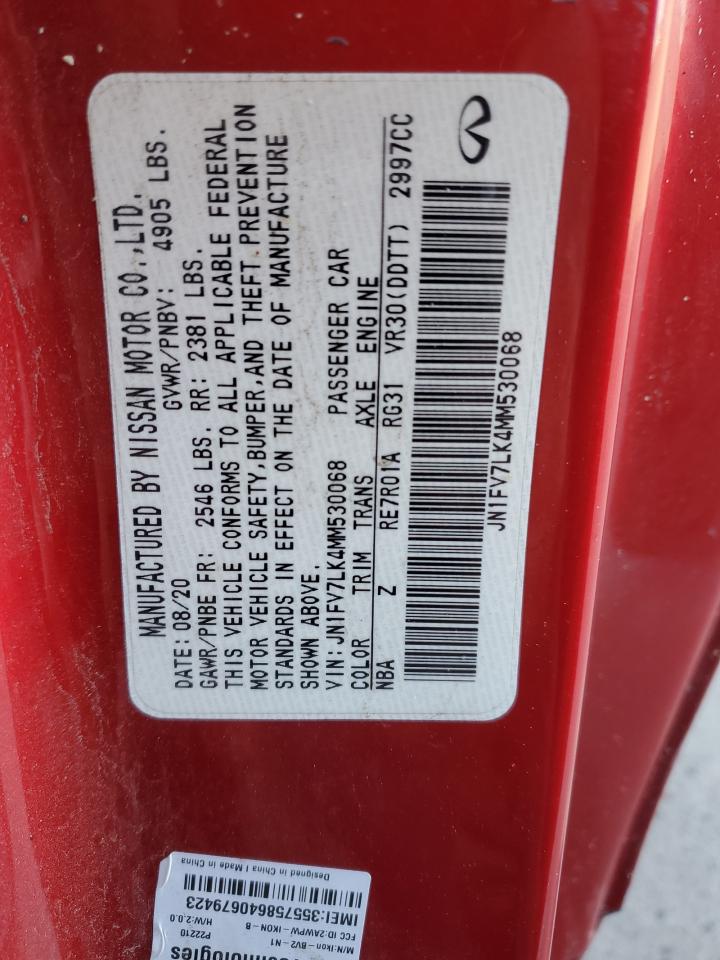 MANUFACTURED BY NISSAN MOTOR CO.,LTD.
DATE: 08/20 GVWR/PNBV: 4905 LBS.
GAWR/PNBE FR: 2546 LBS. RR: 2381 LBS.
THIS VEHICLE CONFORMS TO ALL APPLICABLE FEDERAL
MOTOR VEHICLE SAFETY,BUMPER,AND THEFT PREVENTION
STANDARDS IN EFFECT ON THE DATE OF MANUFACTURE
SHOWN ABOVE.
VIN: JN1FV7LK4MM530068 PASSENGER CAR
COLOR TRIM TRANS AXLE ENGINE
NBA Z RE7R01A RG31 VR30(DDTT) 2997CC
JN1FV7LK4MM530068
M/N:Ikon-BV2-N1
P22210
FCC ID:2AWPW-IKON-B
H/W:2.0.0
IMEI:355758640679423
Designed in China | Made in China